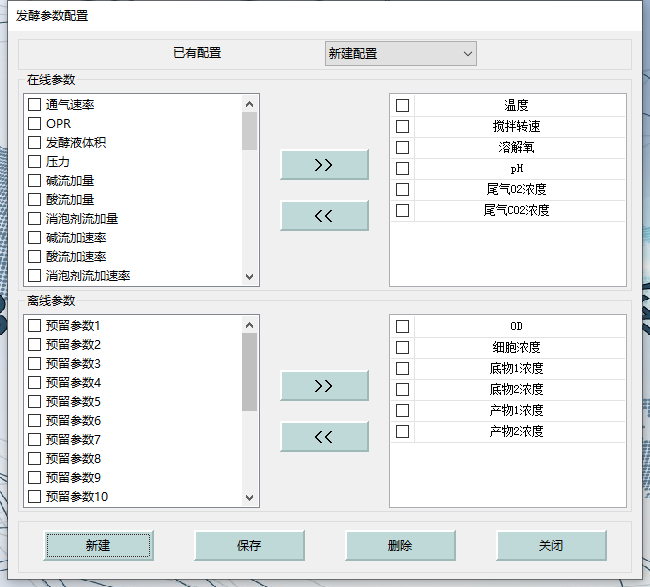 发酵参数配置
已有配置
新建配置
在线参数
通气速率
OPR
发酵液体积
压力
碱流加量
酸流加量
消泡剂流加量
碱流加速率
酸流加速率
消泡剂流加速率
>>
<<
温度
搅拌转速
溶解氧
pH
尾气O2浓度
尾气CO2浓度
离线参数
预留参数1
预留参数2
预留参数3
预留参数4
预留参数5
预留参数6
预留参数7
预留参数8
预留参数9
预留参数10
>>
<<
OD
细胞浓度
底物1浓度
底物2浓度
产物1浓度
产物2浓度
新建
保存
删除
关闭